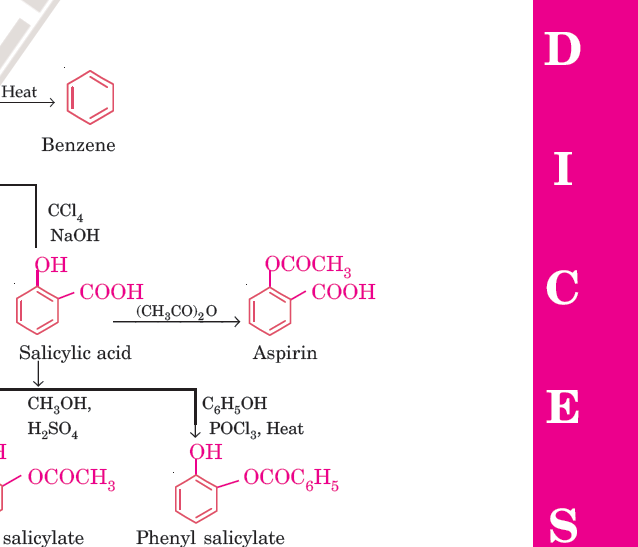 Heat
Benzene
CCl₄
NaOH
OH
COOH
Salicylic acid
(CH₃CO)₂O
OCOCH₃
COOH
Aspirin
CH₃OH,
H₂SO₄
C₆H₅OH
POCl₃, Heat
OCOCH₃
salicylate
OH
OCOC₆H₅
Phenyl salicylate
D
I
C
E
S